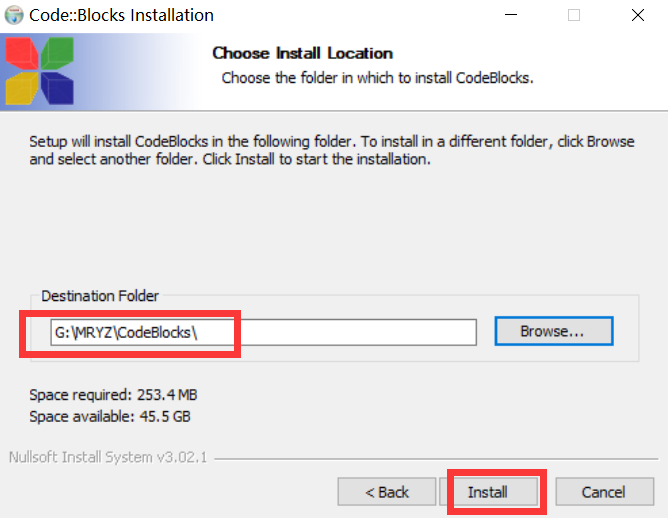 Code::Blocks Installation
Choose Install Location
Choose the folder in which to install CodeBlocks.
Setup will install CodeBlocks in the following folder. To install in a different folder, click Browse
and select another folder. Click Install to start the installation.
Destination Folder
G:\MRYZ\CodeBlocks\
Browse...
Space required: 253.4 MB
Space available: 45.5 GB
Nullsoft Install System v3.02.1
< Back
Install
Cancel